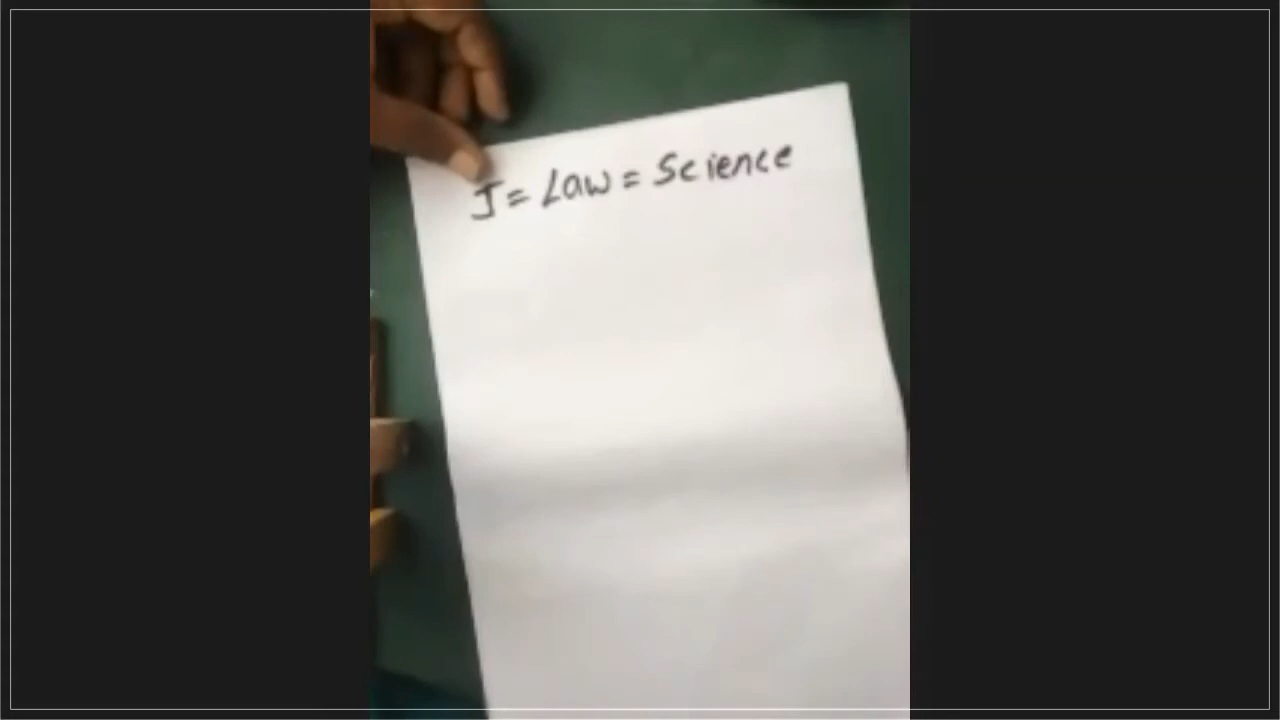 J = Law = Science